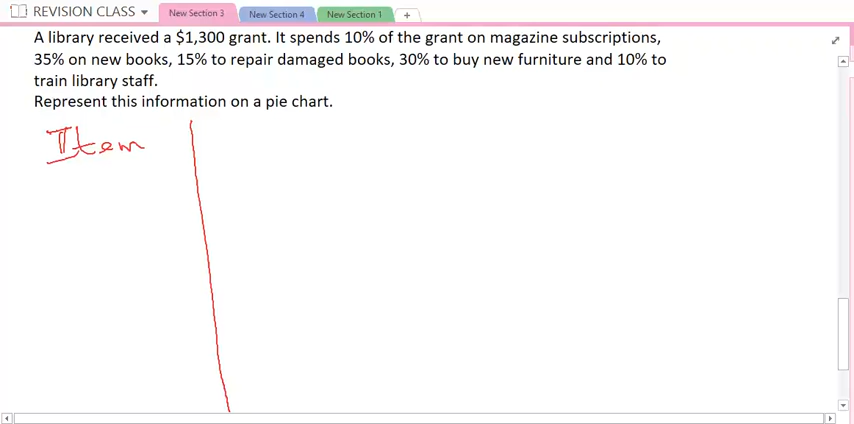 REVISION CLASS
New Section 3
New Section 4
New Section 1
A library received a $1,300 grant. It spends 10% of the grant on magazine subscriptions,
35% on new books, 15% to repair damaged books, 30% to buy new furniture and 10% to
train library staff.
Represent this information on a pie chart.
Item